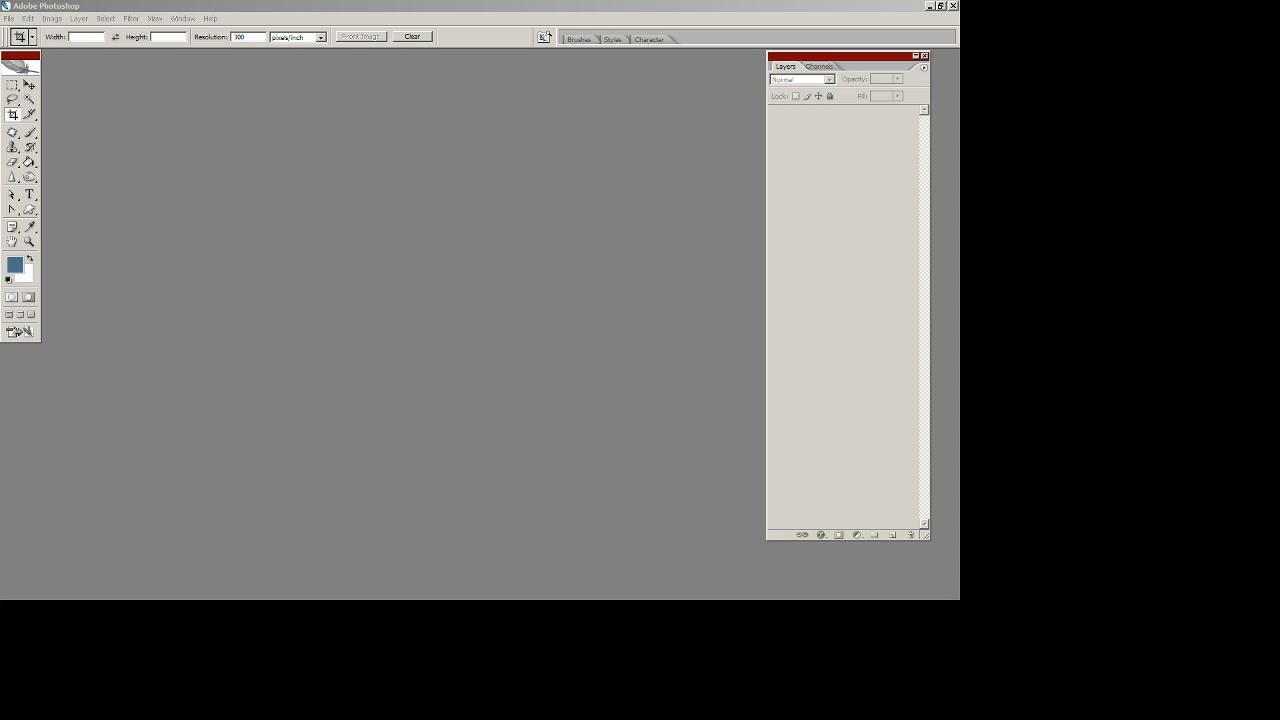 Adobe Photoshop
File Edit Image Layer Select Filter View Window Help
Width: Height: Resolution: 300 pixels/inch Front Image Clear Brushes Styles Character
Layers Channels
Normal Opacity:
Lock: Fill:
T